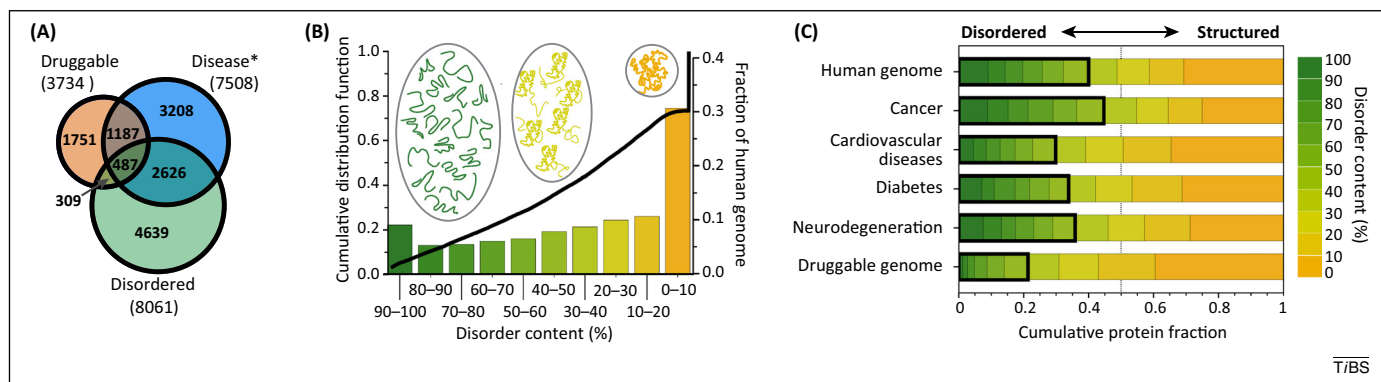 (A)
Druggable
(3734 )
Disease*
(7508)
3208
1751
1187
487
2626
309
4639
Disordered
(8061)
(B)
Cumulative distribution function
1.0
0.8
0.6
0.4
0.2
0.0
Fraction of human genome
0.4
0.3
0.2
0.1
0.0
80–90
60–70
40–50
20–30
0–10
90–100
70–80
50–60
30–40
10–20
Disorder content (%)
(C)
Disordered
Structured
Human genome
Cancer
Cardiovascular
diseases
Diabetes
Neurodegeneration
Druggable genome
0
0.2
0.4
0.6
0.8
1
Cumulative protein fraction
100
90
80
70
60
50
40
30
20
10
0
Disorder content (%)
TiBS